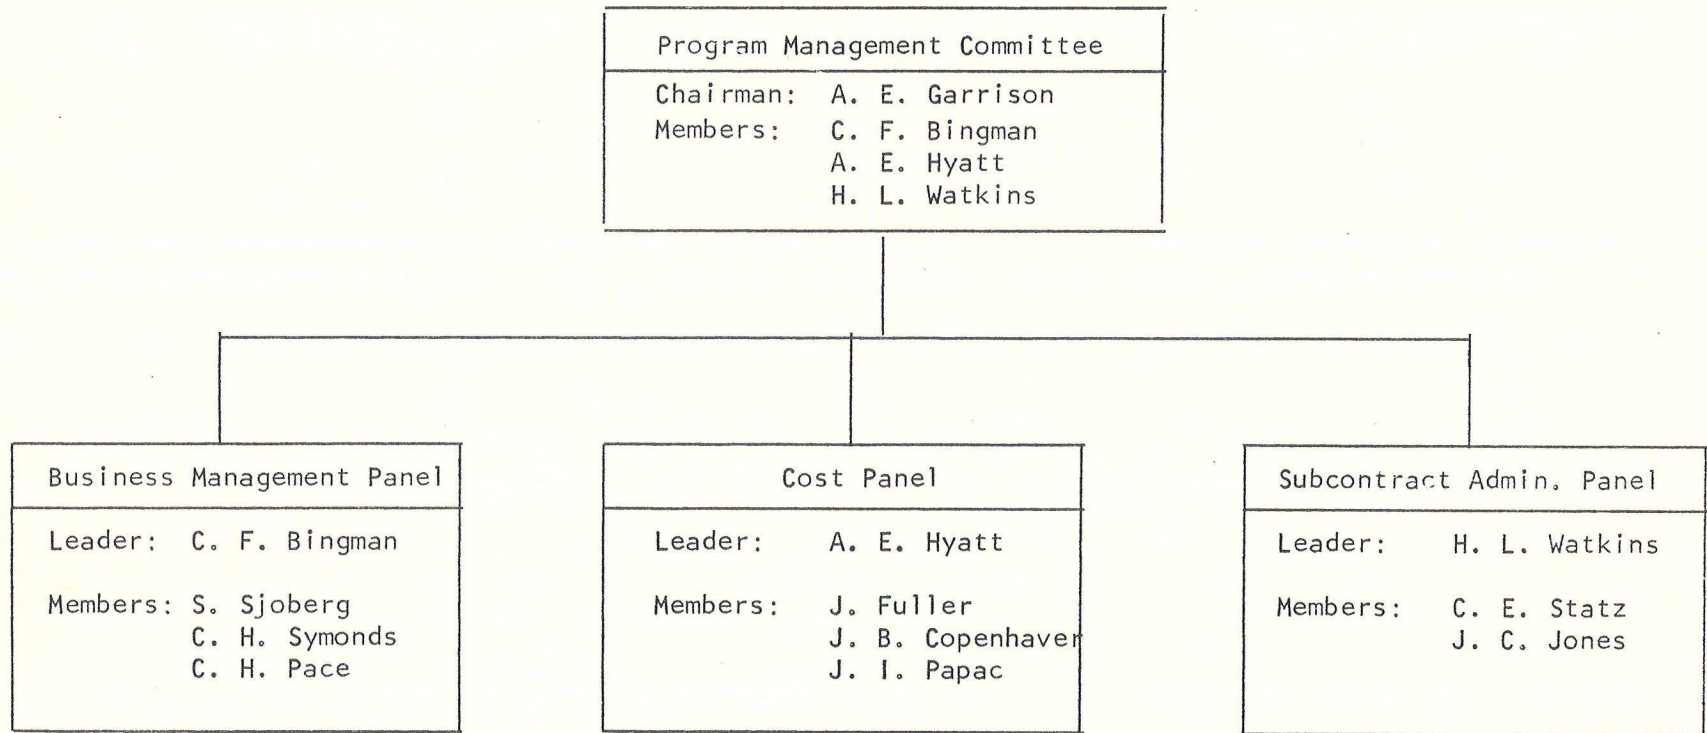 Program Management Committee
Chairman: A. E. Garrison
Members: C. F. Bingman
A. E. Hyatt
H. L. Watkins
Business Management Panel
Leader: C. F. Bingman
Members: S. Sjoberg
C. H. Symonds
C. H. Pace
Cost Panel
Leader: A. E. Hyatt
Members: J. Fuller
J. B. Copenhaver
J. I. Papac
Subcontract Admin. Panel
Leader: H. L. Watkins
Members: C. E. Statz
J. C. Jones